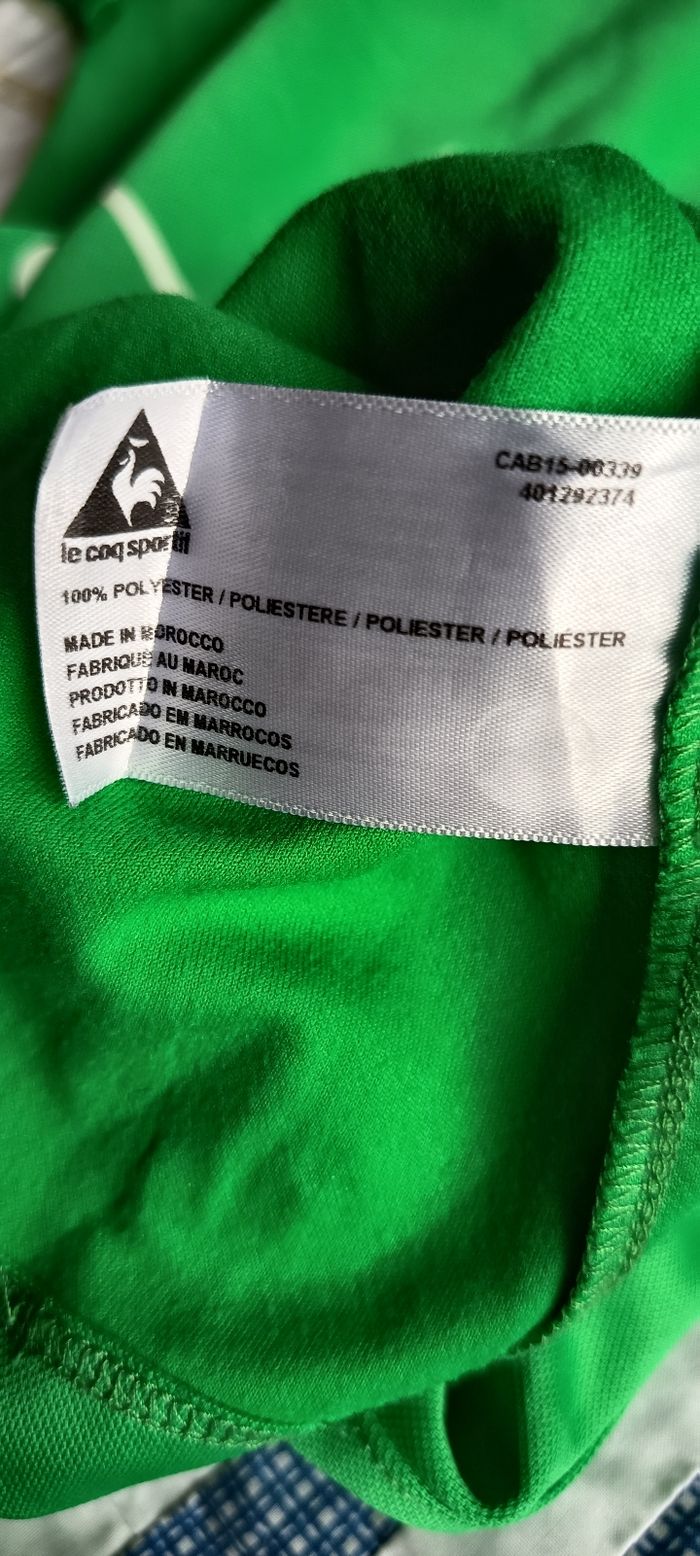 CAB15-00339
401292374
le coq sportif
100% POLYESTER / POLIESTERE / POLIESTER / POLIÉSTER
MADE IN MOROCCO
FABRIQUÉ AU MAROC
PRODOTTO IN MAROCCO
FABRICADO EM MARROCOS
FABRICADO EN MARRUECOS